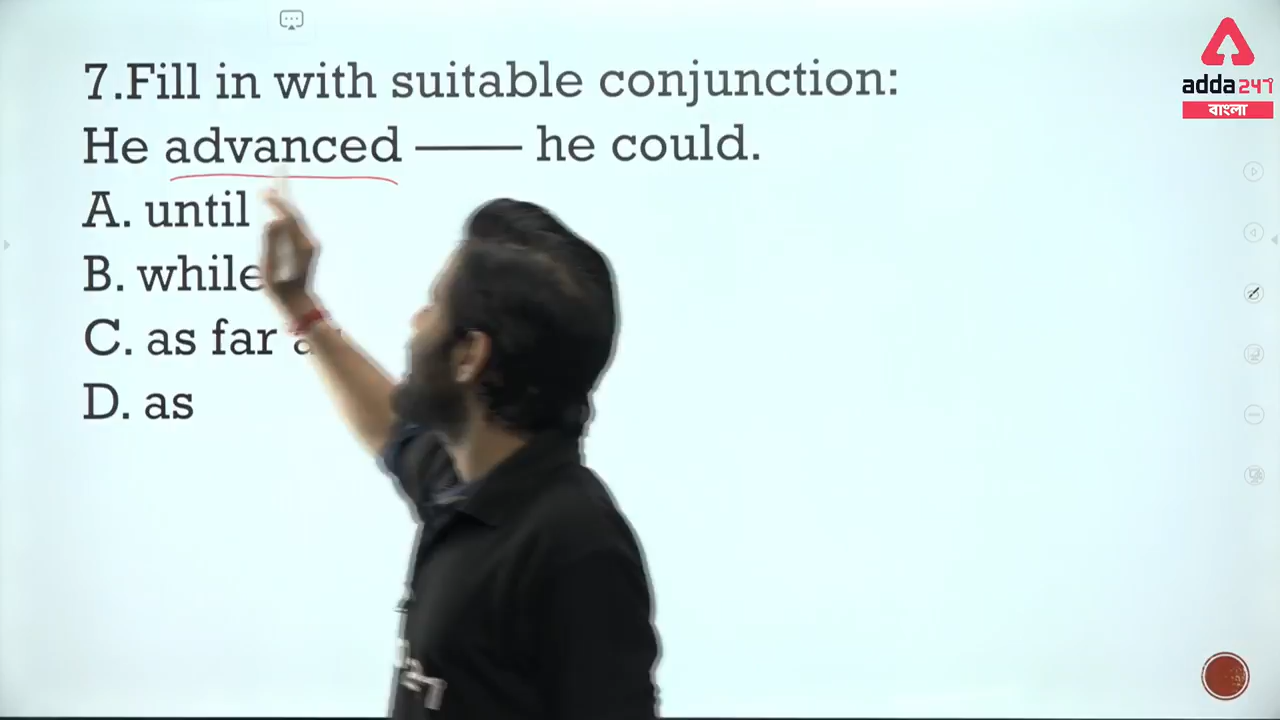 7.Fill in with suitable conjunction:
He advanced —— he could.
A. until
B. while
C. as far
D. as
adda247
বাংলা